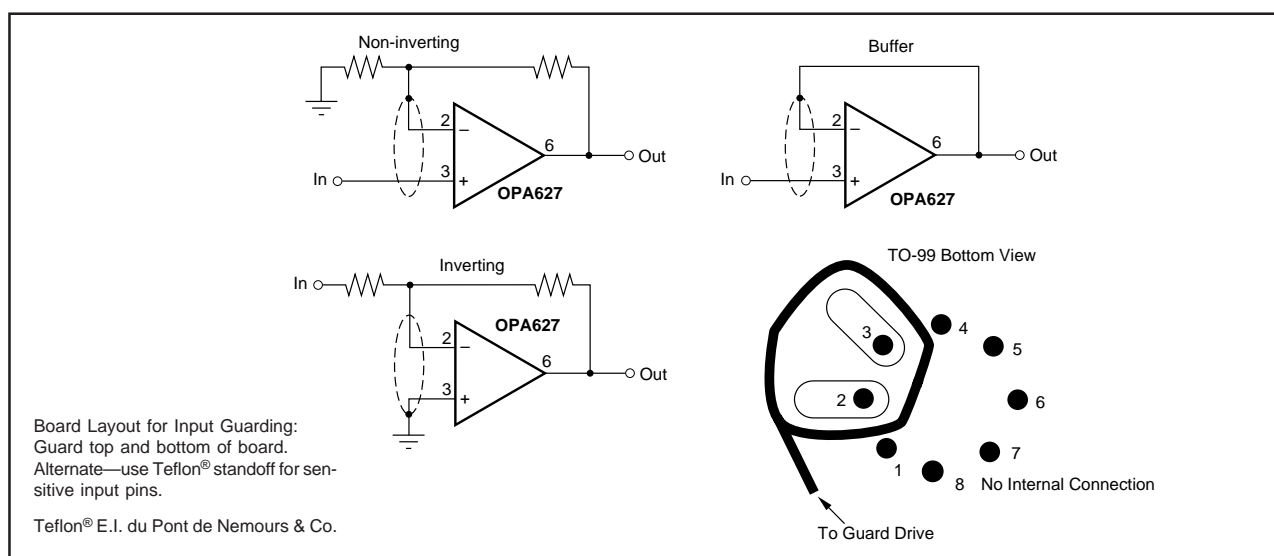 Non-inverting
2
–
3
+
6
In
Out
OPA627
Buffer
2
–
3
+
6
In
Out
OPA627
Inverting
In
2
–
3
+
6
Out
OPA627
TO-99 Bottom View
3
2
4
5
6
7
1
8 No Internal Connection
To Guard Drive
Board Layout for Input Guarding:
Guard top and bottom of board.
Alternate—use Teflon® standoff for sen-
sitive input pins.
Teflon® E.I. du Pont de Nemours & Co.